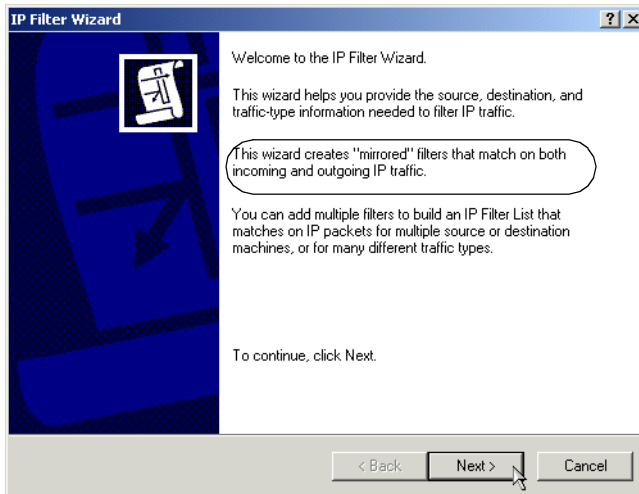 IP Filter Wizard
Welcome to the IP Filter Wizard.
This wizard helps you provide the source, destination, and
traffic-type information needed to filter IP traffic.
This wizard creates "mirrored" filters that match on both
incoming and outgoing IP traffic.
You can add multiple filters to build an IP Filter List that
matches on IP packets for multiple source or destination
machines, or for many different traffic types.
To continue, click Next.
< Back
Next >
Cancel